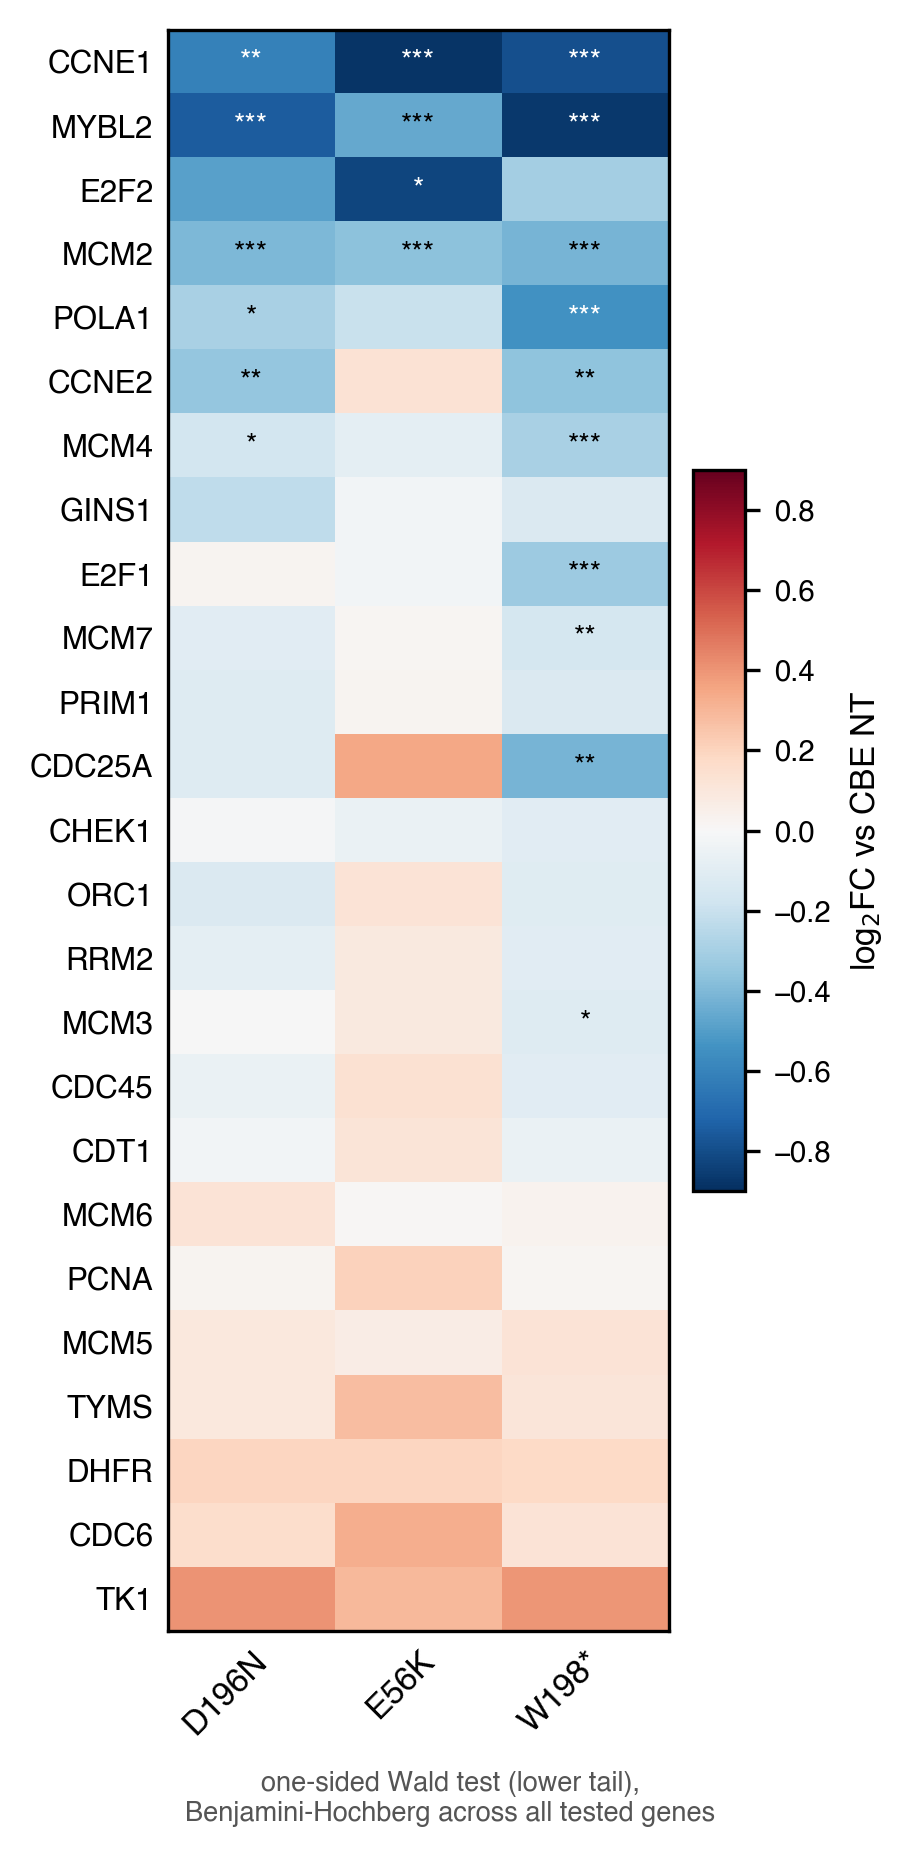 CCNE1 ** *** ***
MYBL2 *** *** ***
E2F2 *
MCM2 *** *** ***
POLA1 * ***
CCNE2 ** **
MCM4 * ***
GINS1
E2F1 ***
MCM7 **
PRIM1
CDC25A **
CHEK1
ORC1
RRM2
MCM3 *
CDC45
CDT1
MCM6
PCNA
MCM5
TYMS
DHFR
CDC6
TK1
D196N E56K W198*
0.8
0.6
0.4
0.2
0.0
−0.2
−0.4
−0.6
−0.8
log₂FC vs CBE NT
one-sided Wald test (lower tail),
Benjamini-Hochberg across all tested genes